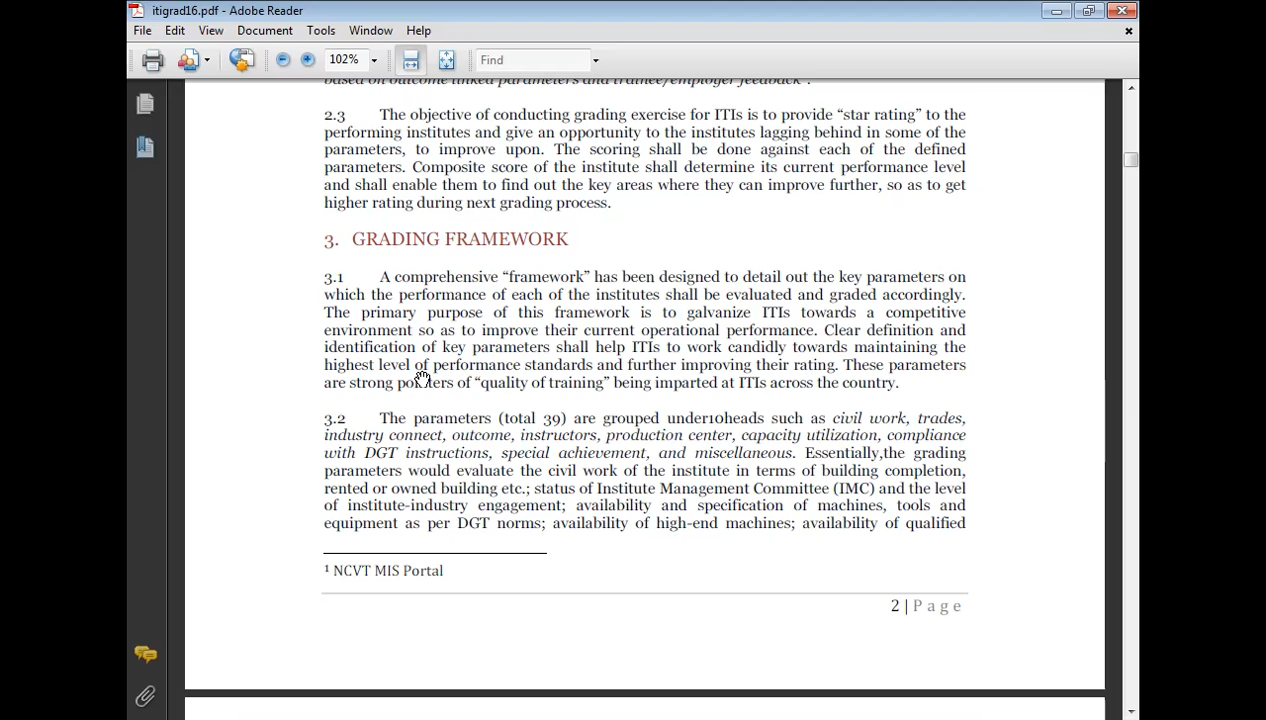 itigrad16.pdf - Adobe Reader
File Edit View Document Tools Window Help
102% Find
based on outcome linked parameters and trainee/employer feedback".
2.3 The objective of conducting grading exercise for ITIs is to provide “star rating” to the
performing institutes and give an opportunity to the institutes lagging behind in some of the
parameters, to improve upon. The scoring shall be done against each of the defined
parameters. Composite score of the institute shall determine its current performance level
and shall enable them to find out the key areas where they can improve further, so as to get
higher rating during next grading process.
3. GRADING FRAMEWORK
3.1 A comprehensive “framework” has been designed to detail out the key parameters on
which the performance of each of the institutes shall be evaluated and graded accordingly.
The primary purpose of this framework is to galvanize ITIs towards a competitive
environment so as to improve their current operational performance. Clear definition and
identification of key parameters shall help ITIs to work candidly towards maintaining the
highest level of performance standards and further improving their rating. These parameters
are strong pointers of “quality of training” being imparted at ITIs across the country.
3.2 The parameters (total 39) are grouped under10heads such as civil work, trades,
industry connect, outcome, instructors, production center, capacity utilization, compliance
with DGT instructions, special achievement, and miscellaneous. Essentially,the grading
parameters would evaluate the civil work of the institute in terms of building completion,
rented or owned building etc.; status of Institute Management Committee (IMC) and the level
of institute-industry engagement; availability and specification of machines, tools and
equipment as per DGT norms; availability of high-end machines; availability of qualified
1 NCVT MIS Portal
2 | Page